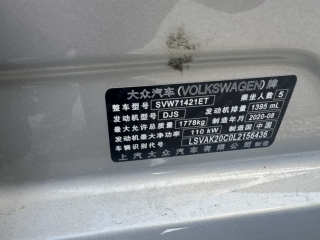 大众汽车(VOLKSWAGEN)牌
整车型号 SVW71421ET 乘坐人数 5
发动机型号 DJS 发动机排量 1395 mL
最大允许总质量 1778kg 制造年月 2020-08
发动机最大净功率 110 kW 制造国 中国
车辆识别代号 LSVAK20C0L2156436
上汽大众汽车有限公司 制造